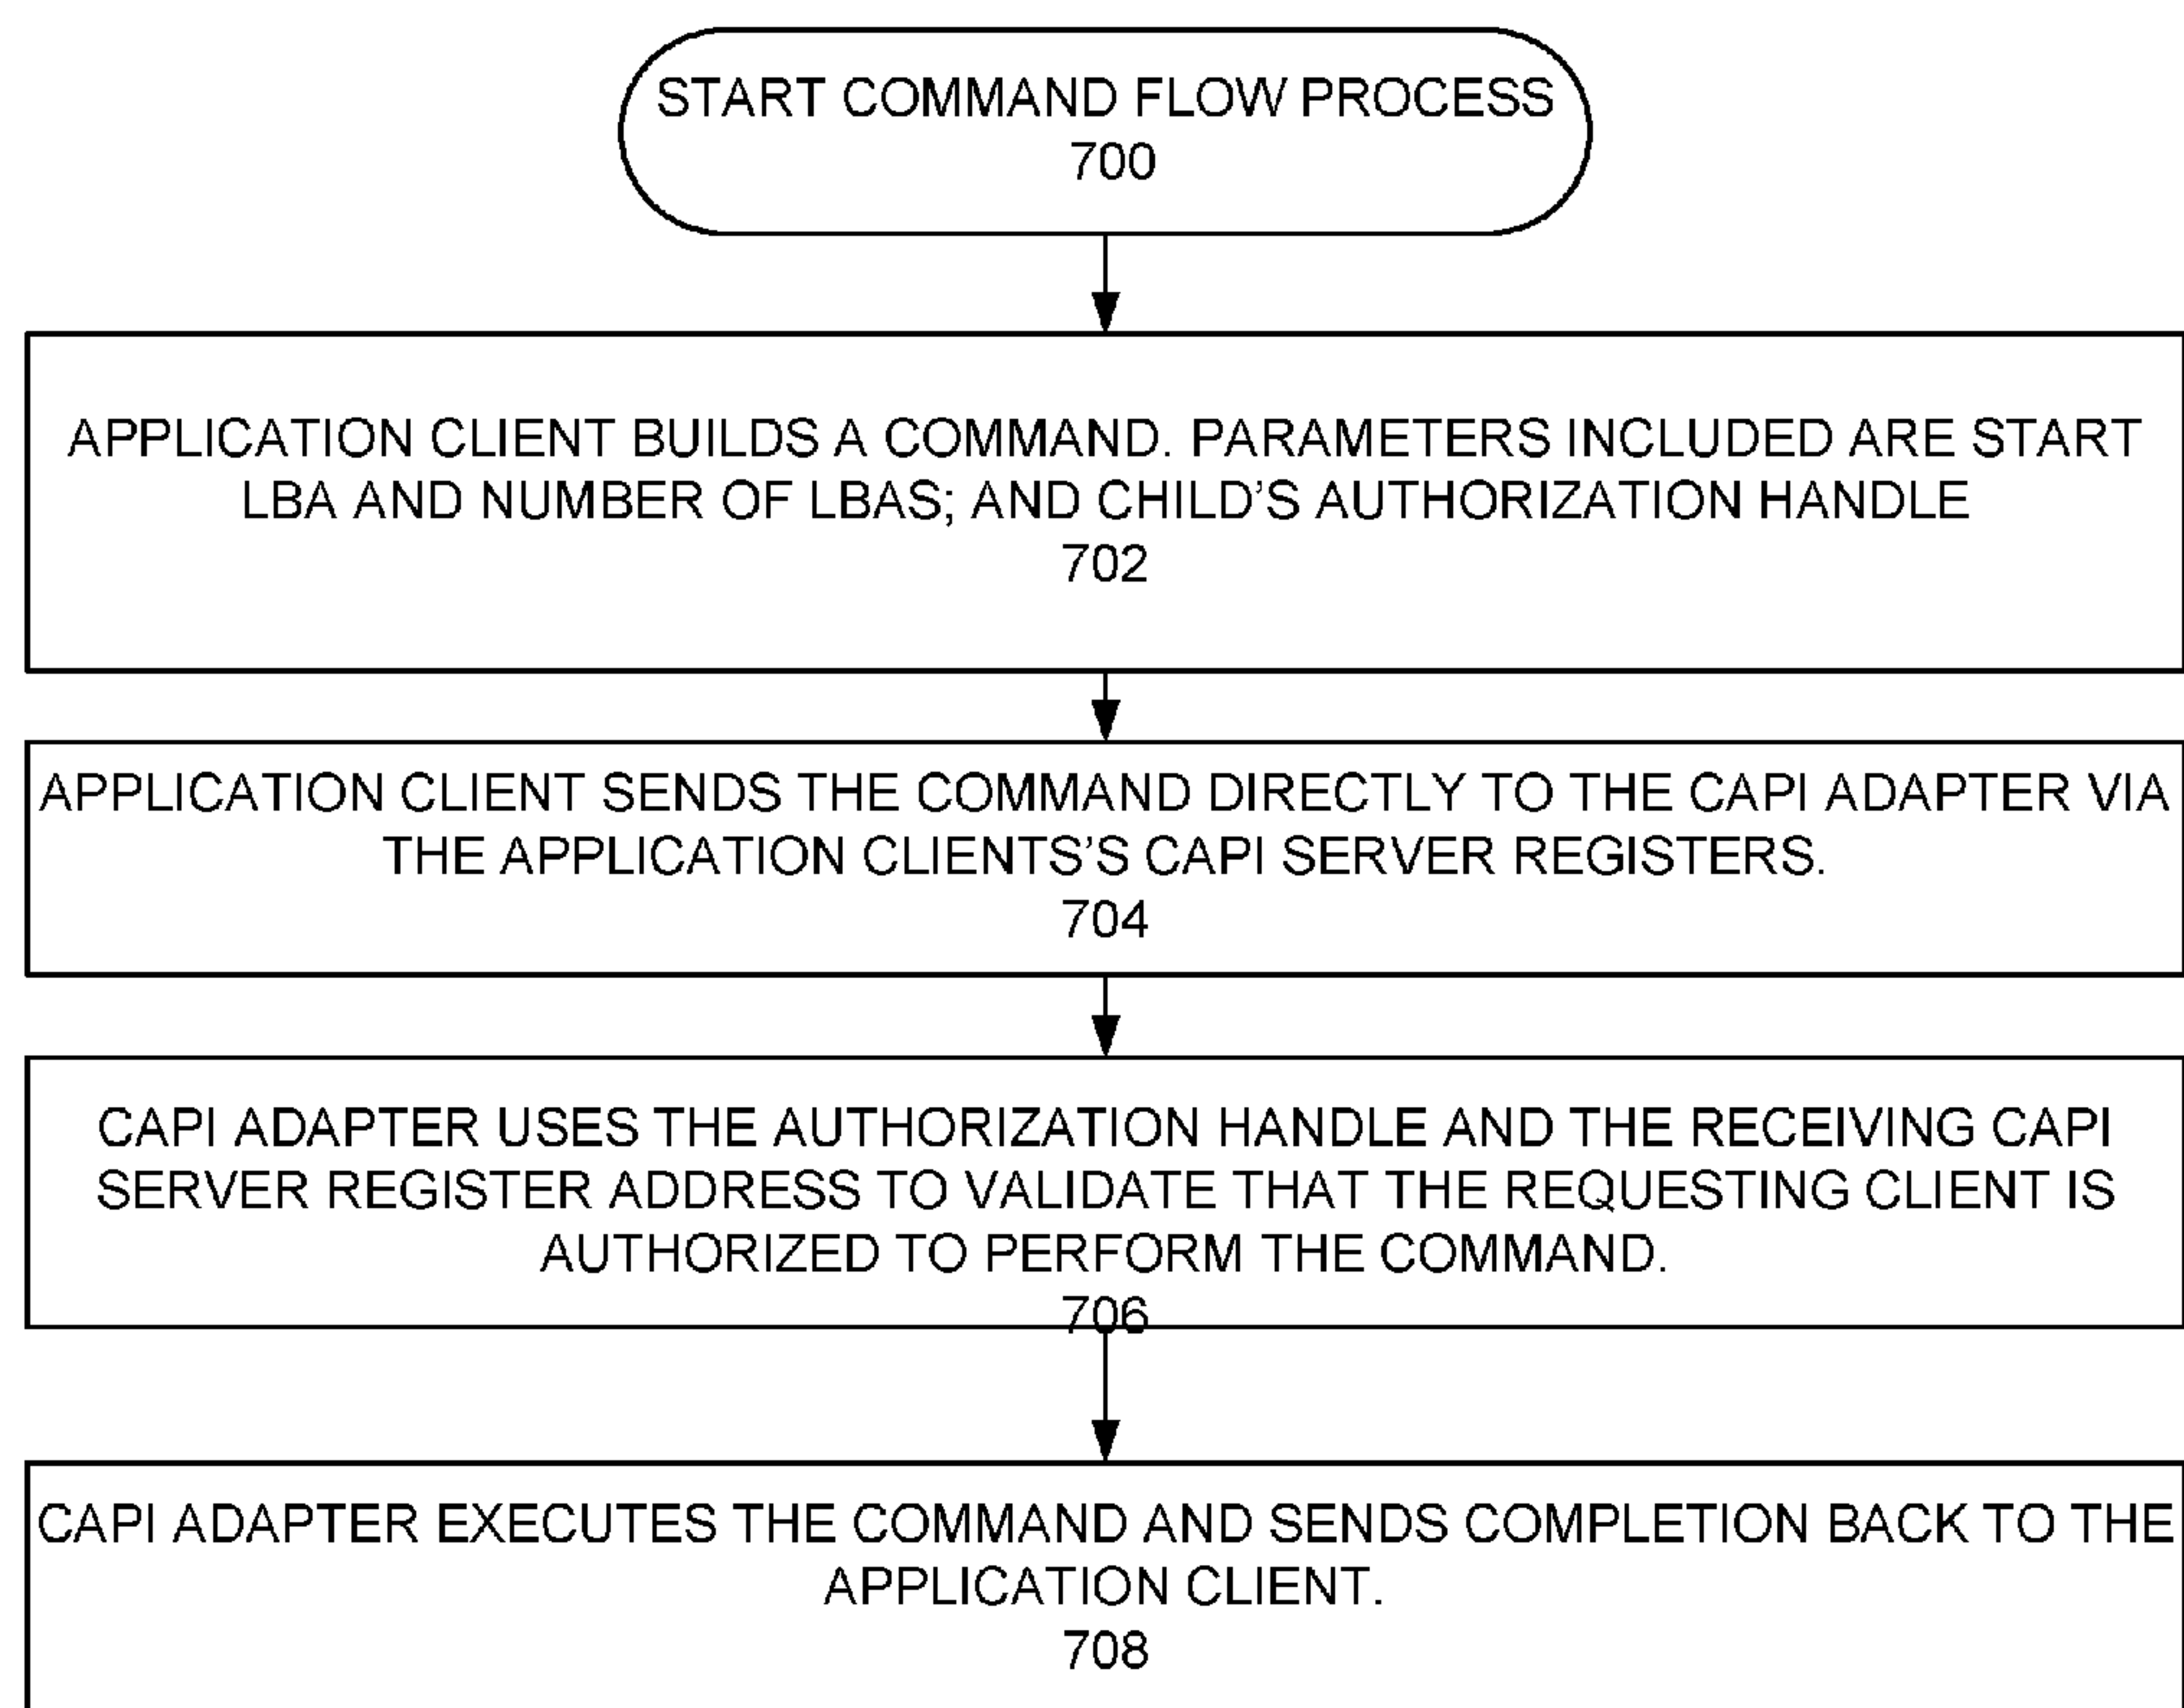 START COMMAND FLOW PROCESS
700
APPLICATION CLIENT BUILDS A COMMAND. PARAMETERS INCLUDED ARE START
LBA AND NUMBER OF LBAS; AND CHILD'S AUTHORIZATION HANDLE
702
APPLICATION CLIENT SENDS THE COMMAND DIRECTLY TO THE CAPI ADAPTER VIA
THE APPLICATION CLIENTS'S CAPI SERVER REGISTERS.
704
CAPI ADAPTER USES THE AUTHORIZATION HANDLE AND THE RECEIVING CAPI
SERVER REGISTER ADDRESS TO VALIDATE THAT THE REQUESTING CLIENT IS
AUTHORIZED TO PERFORM THE COMMAND.
706
CAPI ADAPTER EXECUTES THE COMMAND AND SENDS COMPLETION BACK TO THE
APPLICATION CLIENT.
708